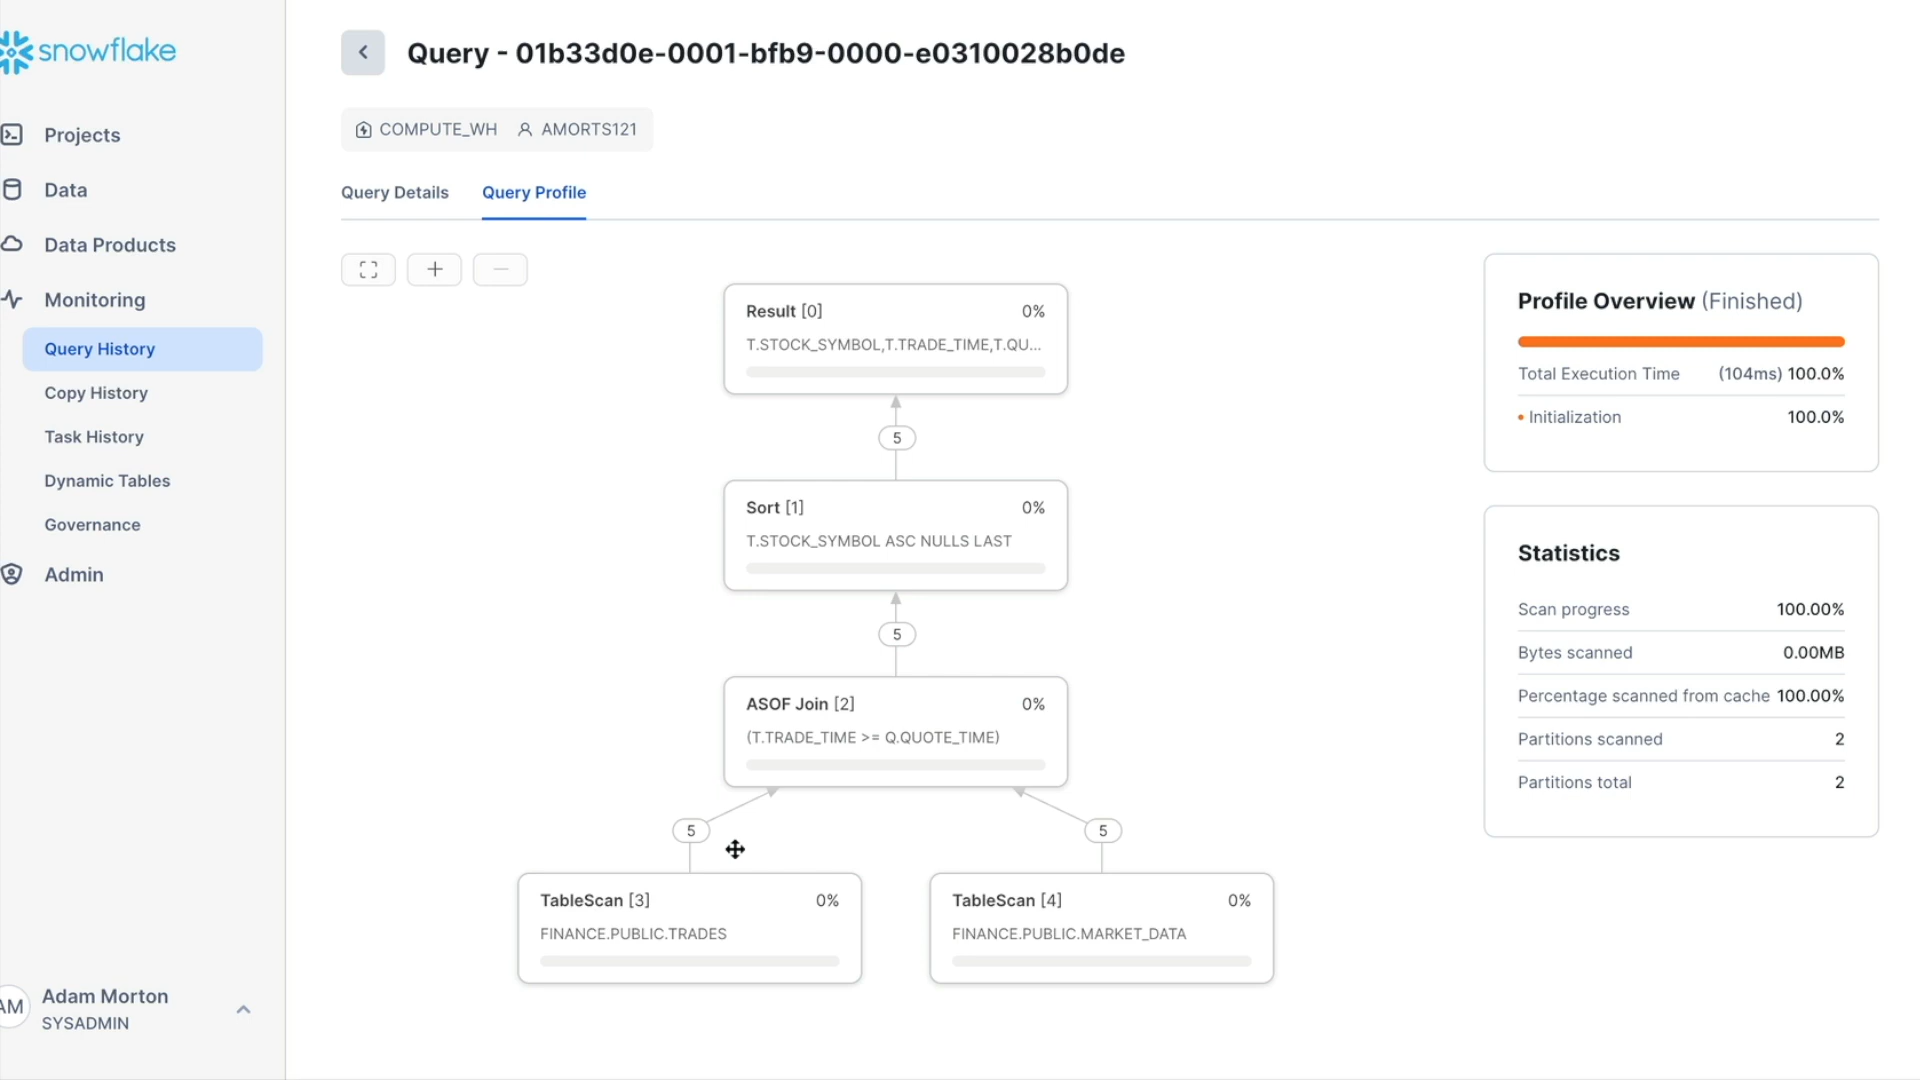 snowflake
Projects
Data
Data Products
Monitoring
Query History
Copy History
Task History
Dynamic Tables
Governance
Admin
AM
Adam Morton
SYSADMIN
Query - 01b33d0e-0001-bfb9-0000-e0310028b0de
COMPUTE_WH AMORTS121
Query Details Query Profile
Result [0] 0%
T.STOCK_SYMBOL,T.TRADE_TIME,T.QU...
5
Sort [1] 0%
T.STOCK_SYMBOL ASC NULLS LAST
5
ASOF Join [2] 0%
(T.TRADE_TIME >= Q.QUOTE_TIME)
5 5
TableScan [3] 0%
FINANCE.PUBLIC.TRADES
TableScan [4] 0%
FINANCE.PUBLIC.MARKET_DATA
Profile Overview (Finished)
Total Execution Time (104ms) 100.0%
Initialization 100.0%
Statistics
Scan progress 100.00%
Bytes scanned 0.00MB
Percentage scanned from cache 100.00%
Partitions scanned 2
Partitions total 2